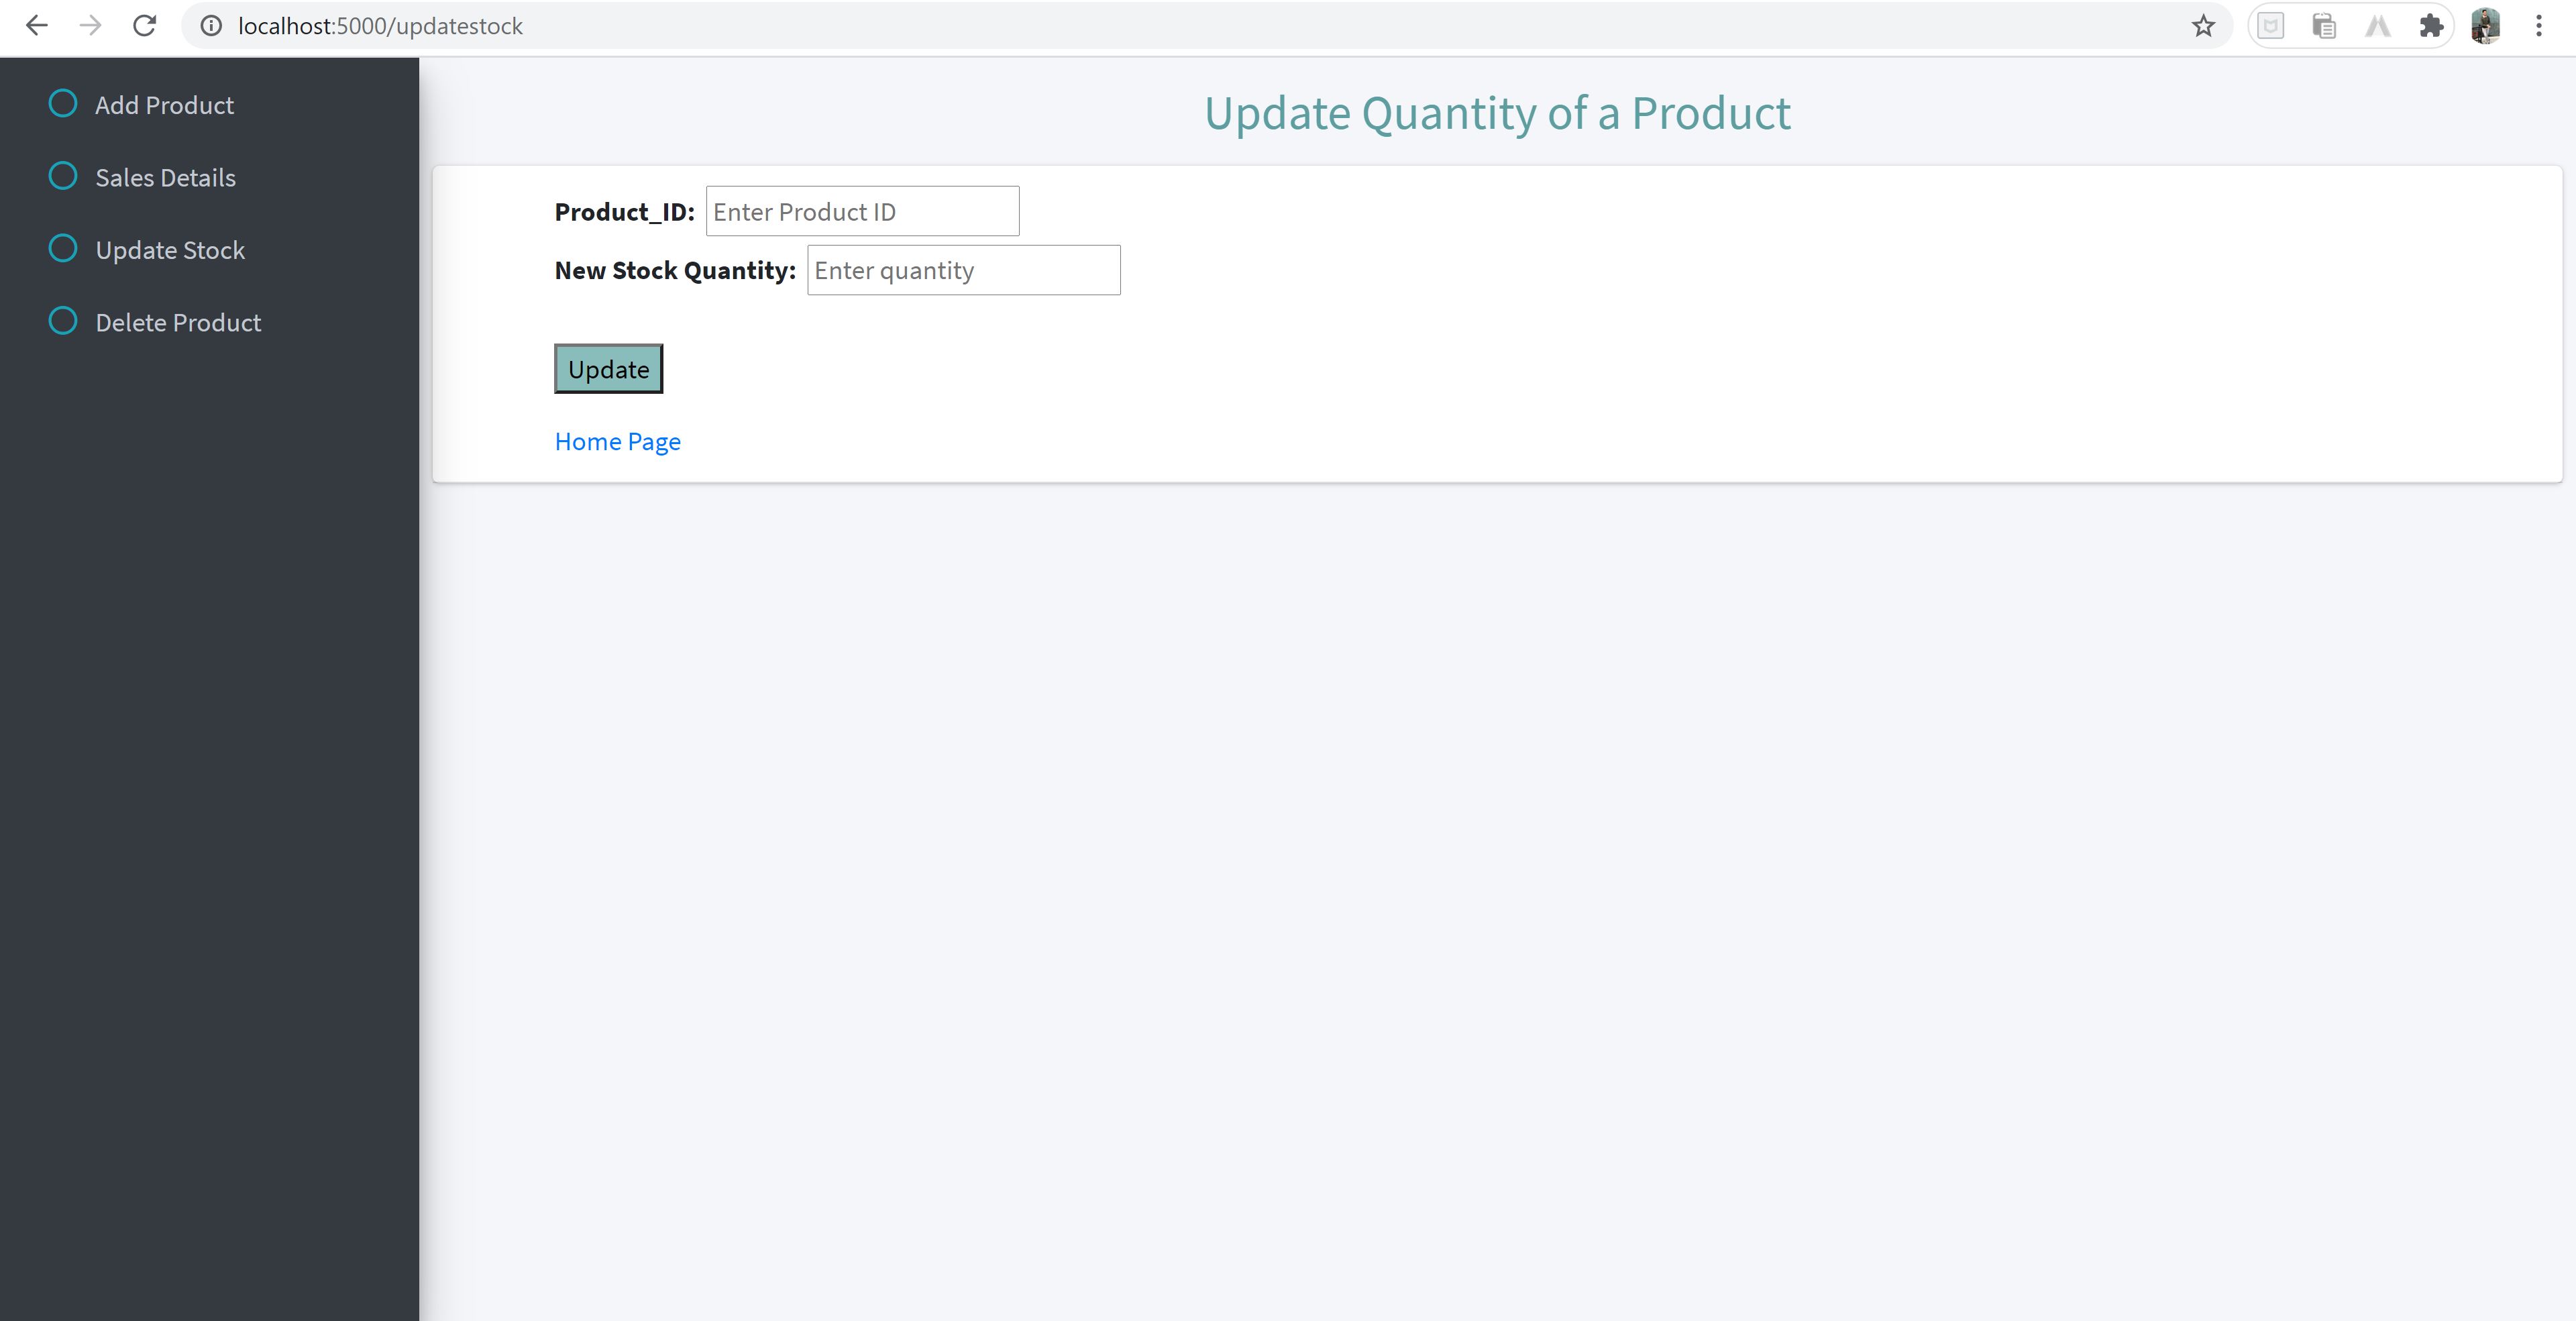 localhost:5000/updatestock
Add Product
Sales Details
Update Stock
Delete Product
Update Quantity of a Product
Product_ID: Enter Product ID
New Stock Quantity: Enter quantity
Update
Home Page